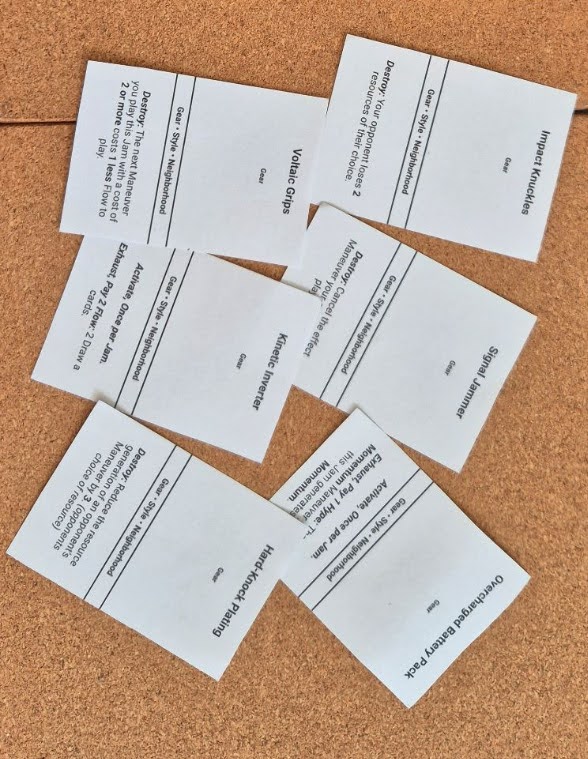 Impact Knuckles
Gear
Gear • Style • Neighborhood
Destroy: Your opponent loses 2
resources of their choice.
Signal Jammer
Gear
Gear • Style • Neighborhood
Destroy: Cancel the effect
Maneuver your
Overcharged Battery Pack
Gear
Gear • Style • Neighborhood
Activate, Once per Jam.
Exhaust, Pay 1 Hype:
Momentum Maneuver
this Jam generates
Momentum.
Voltaic Grips
Gear
Gear • Style • Neighborhood
Destroy: The next Maneuver
you play this Jam with a cost of
2 or more costs 1 less Flow to
play.
Kinetic Inverter
Gear
Gear • Style • Neighborhood
Activate, Once per Jam.
Exhaust, Pay 2 Flow: 2 Draw a
cards.
Hard-Knock Plating
Gear
Gear • Style • Neighborhood
Destroy: Reduce the resource
generation of an opponent's
Maneuver by 3. (opponents
choice of resource)